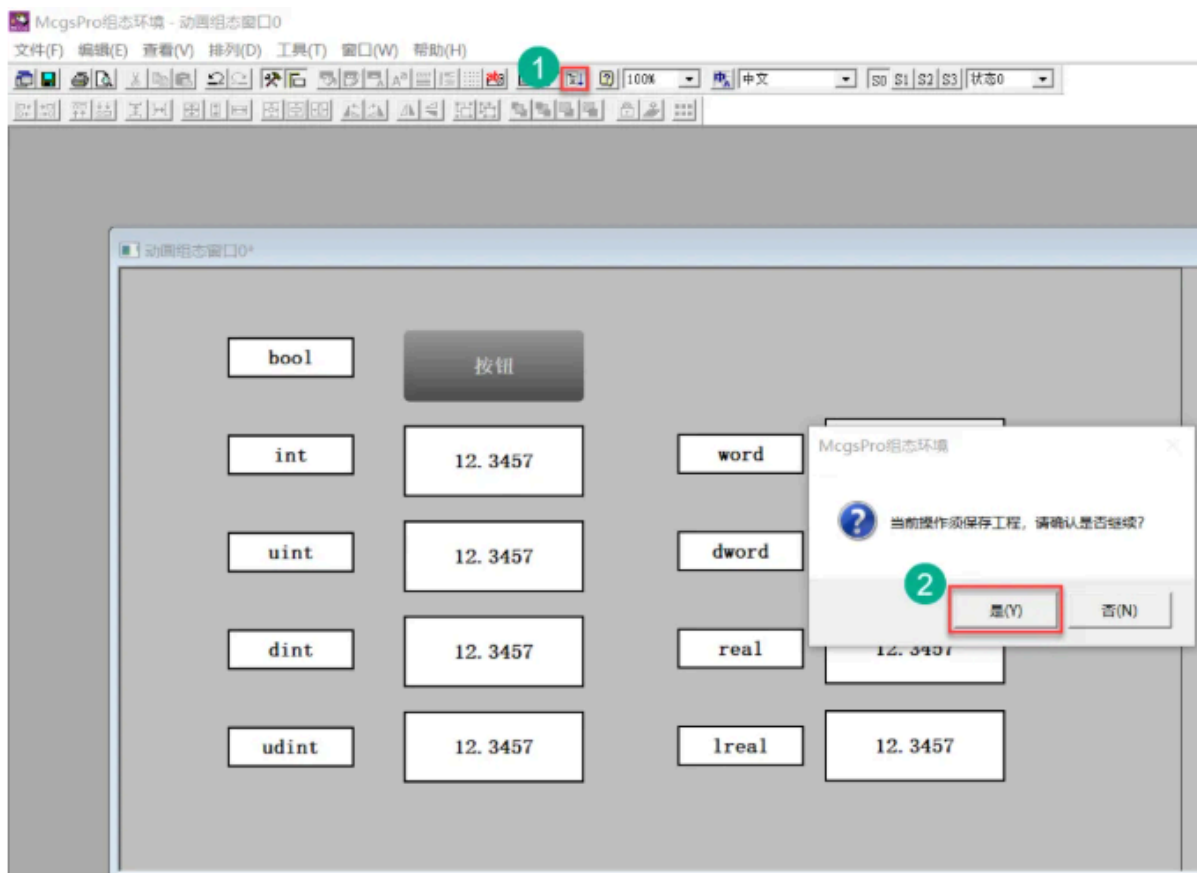 McgsPro组态环境 - 动画组态窗口0
文件(F) 编辑(E) 查看(V) 排列(D) 工具(T) 窗口(W) 帮助(H)
1
100% 中文 S0 S1 S2 S3 状态0
动画组态窗口0*
bool 按钮
int 12.3457 word
McgsPro组态环境
当前操作须保存工程，请确认是否继续?
uint 12.3457 dword
2
是(Y) 否(N)
dint 12.3457 real 12.3457
udint 12.3457 lreal 12.3457